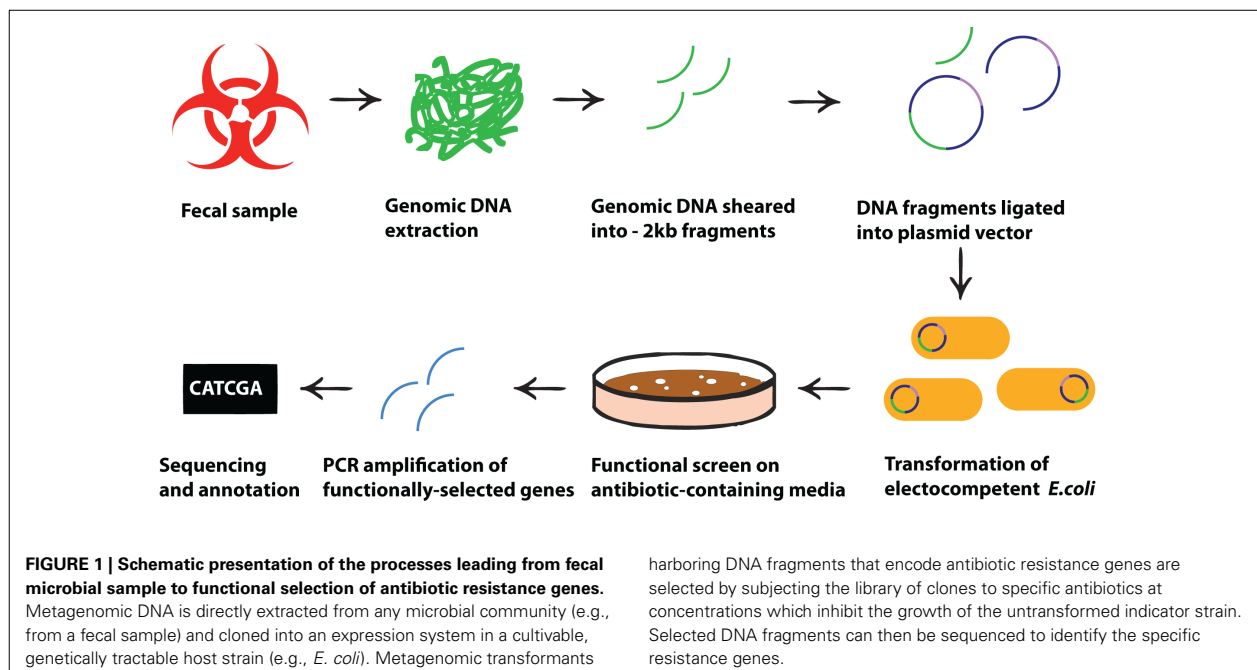 Fecal sample
Genomic DNA
extraction
Genomic DNA sheared
into - 2kb fragments
DNA fragments ligated
into plasmid vector
CATCGA
Sequencing
and annotation
PCR amplification of
functionally-selected genes
Functional screen on
antibiotic-containing media
Transformation of
electocompetent E.coli
FIGURE 1 | Schematic presentation of the processes leading from fecal
microbial sample to functional selection of antibiotic resistance genes.
Metagenomic DNA is directly extracted from any microbial community (e.g.,
from a fecal sample) and cloned into an expression system in a cultivable,
genetically tractable host strain (e.g., E. coli). Metagenomic transformants
harboring DNA fragments that encode antibiotic resistance genes are
selected by subjecting the library of clones to specific antibiotics at
concentrations which inhibit the growth of the untransformed indicator strain.
Selected DNA fragments can then be sequenced to identify the specific
resistance genes.